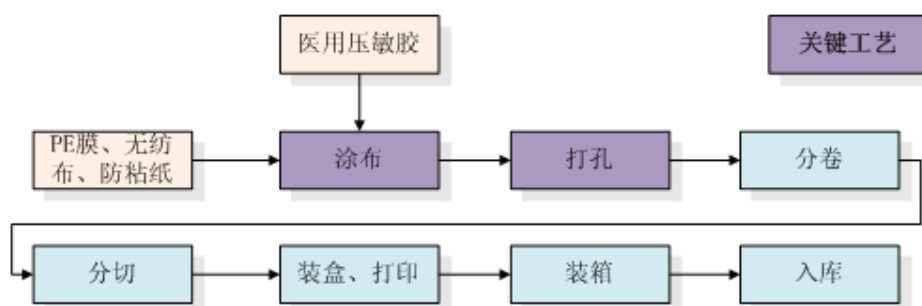 医用压敏胶
关键工艺
PE膜、无纺
布、防粘纸
涂布
打孔
分卷
分切
装盒、打印
装箱
入库